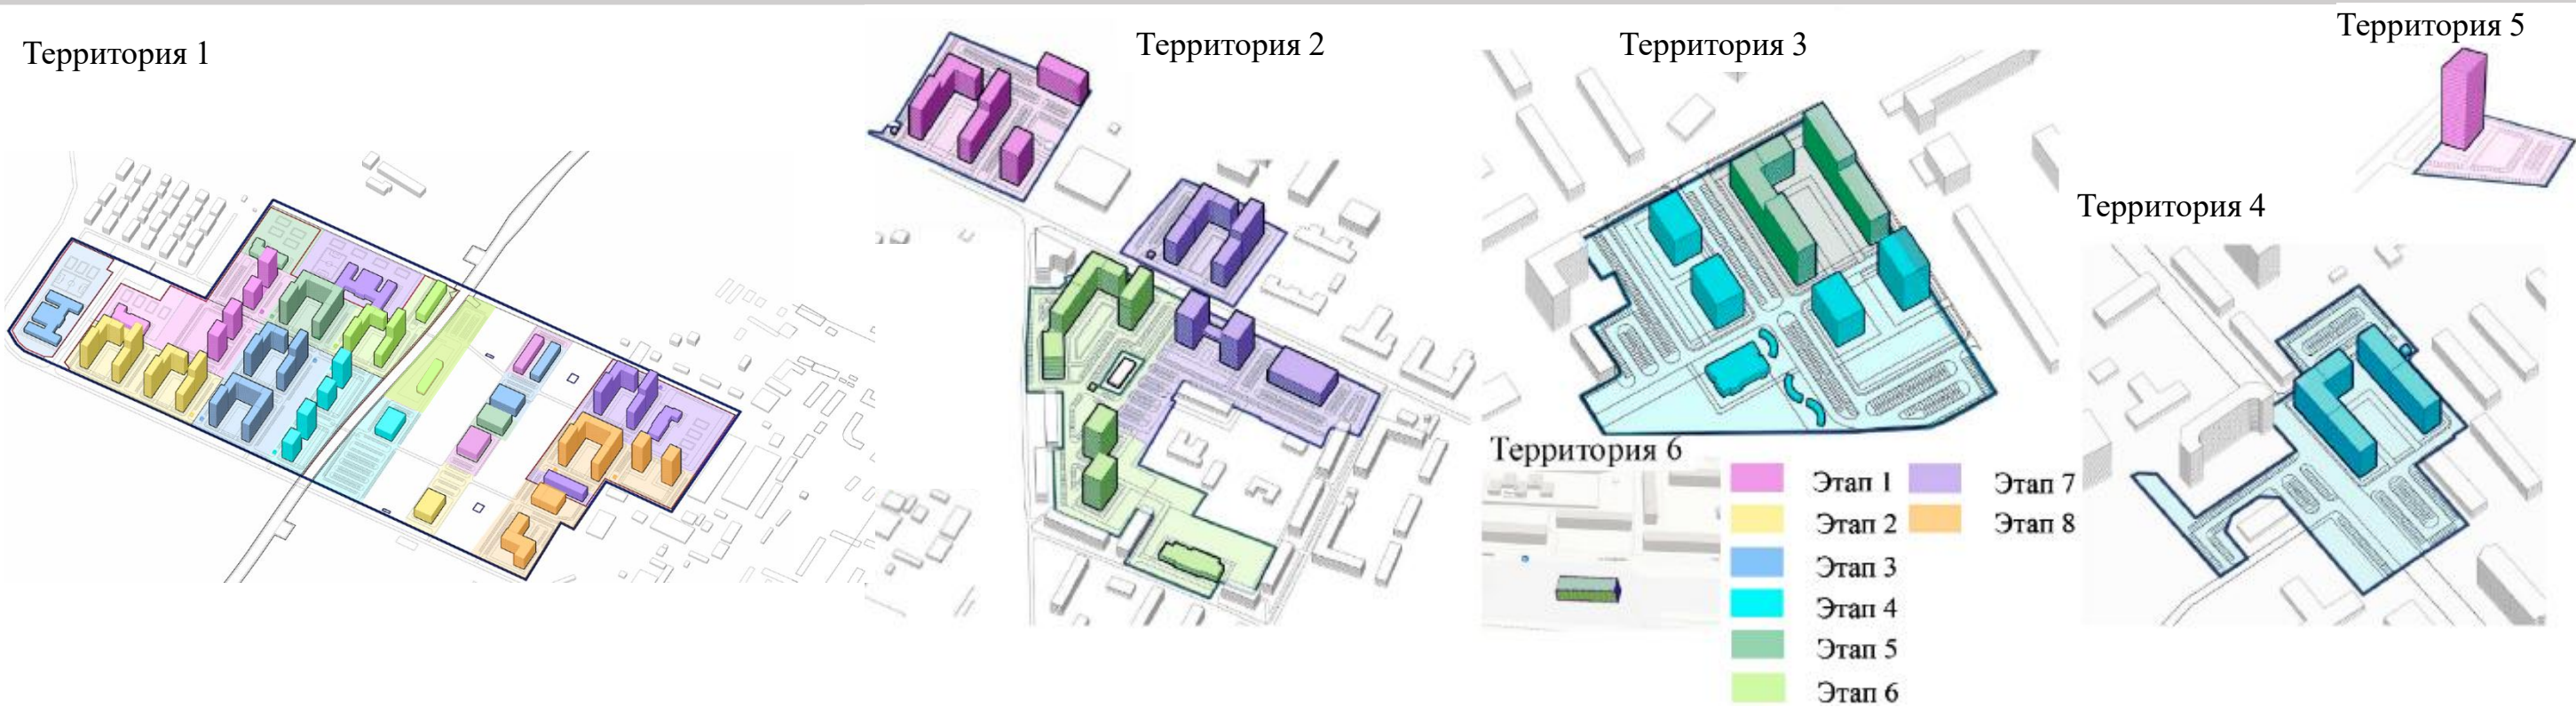 Территория 1
Территория 2
Территория 3
Территория 5
Территория 4
Территория 6
Этап 1
Этап 2
Этап 3
Этап 4
Этап 5
Этап 6
Этап 7
Этап 8